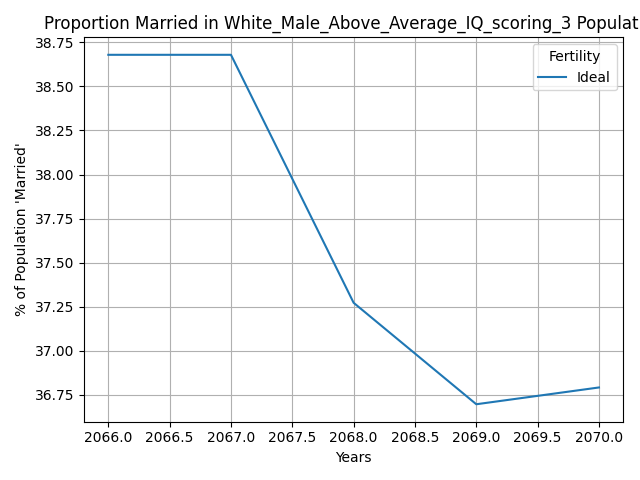 Proportion Married in White_Male_Above_Average_IQ_scoring_3 Populat
Fertility
Ideal
38.75
38.50
38.25
38.00
37.75
37.50
37.25
37.00
36.75
% of Population 'Married'
2066.0 2066.5 2067.0 2067.5 2068.0 2068.5 2069.0 2069.5 2070.0
Years